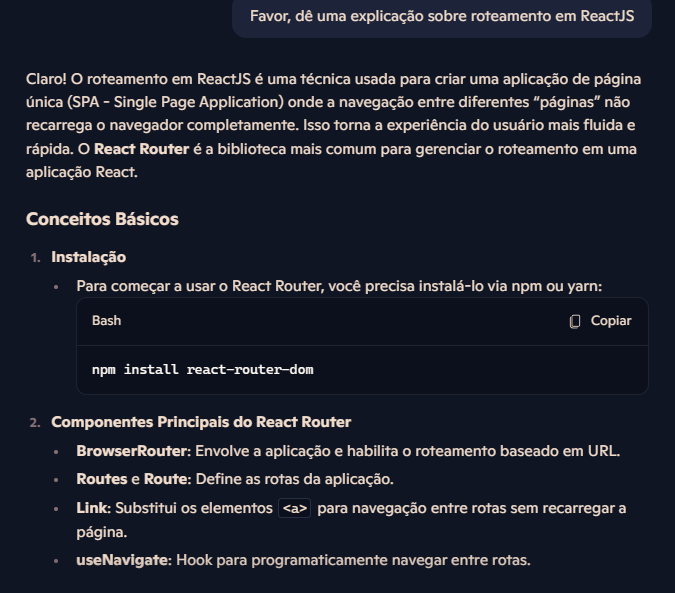 Favor, dê uma explicação sobre roteamento em ReactJS
Claro! O roteamento em ReactJS é uma técnica usada para criar uma aplicação de página
única (SPA - Single Page Application) onde a navegação entre diferentes "páginas" não
recarrega o navegador completamente. Isso torna a experiência do usuário mais fluida e
rápida. O React Router é a biblioteca mais comum para gerenciar o roteamento em uma
aplicação React.
Conceitos Básicos
1. Instalação
• Para começar a usar o React Router, você precisa instalá-lo via npm ou yarn:
Bash Copiar
npm install react-router-dom
2. Componentes Principais do React Router
• BrowserRouter: Envolve a aplicação e habilita o roteamento baseado em URL.
• Routes e Route: Define as rotas da aplicação.
• Link: Substitui os elementos <a> para navegação entre rotas sem recarregar a
página.
• useNavigate: Hook para programaticamente navegar entre rotas.